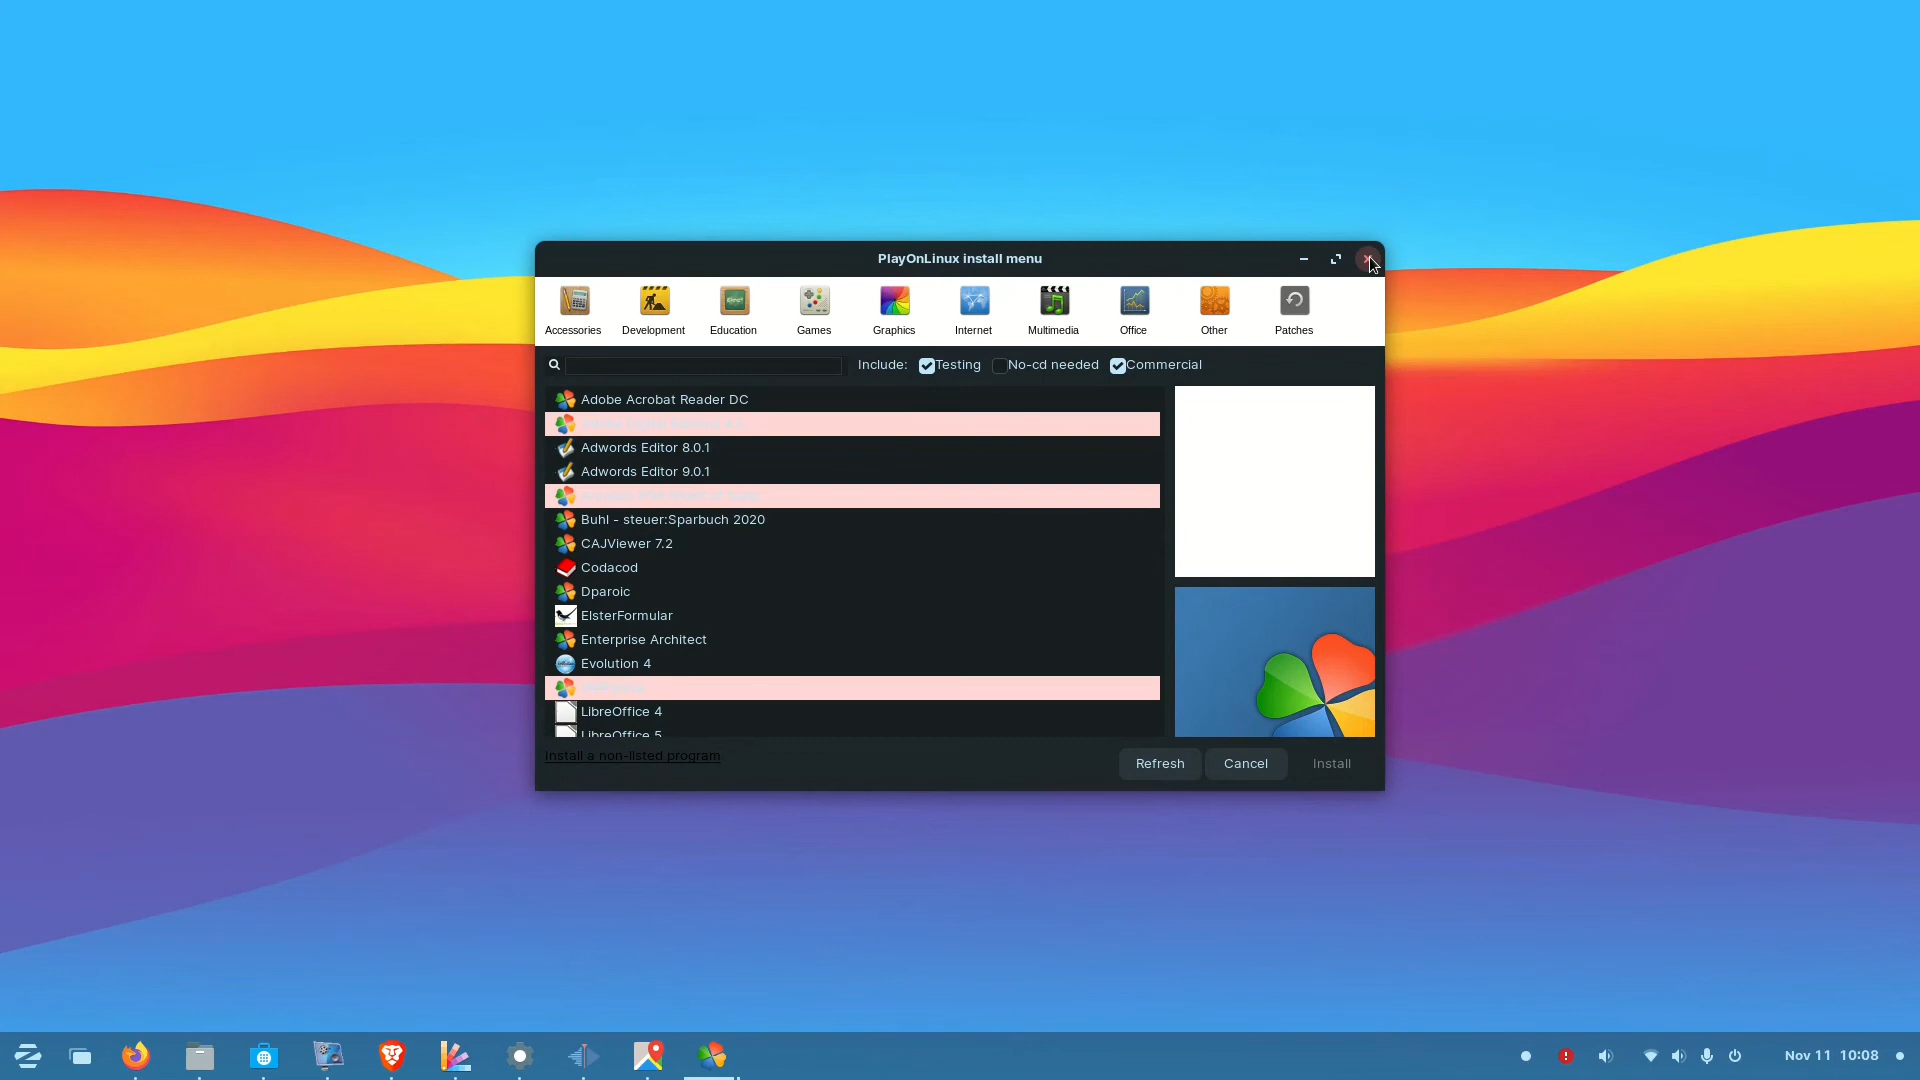 PlayOnLinux install menu
Accessories Development Education Games Graphics Internet Multimedia Office Other Patches
Include: Testing No-cd needed Commercial
Adobe Acrobat Reader DC
Adwords Editor 8.0.1
Adwords Editor 9.0.1
Buhl - steuer:Sparbuch 2020
CAJViewer 7.2
Codacod
Dparoic
ElsterFormular
Enterprise Architect
Evolution 4
LibreOffice 4
LibreOffice 5
Install a non-listed program
Refresh Cancel Install
Nov 11 10:08